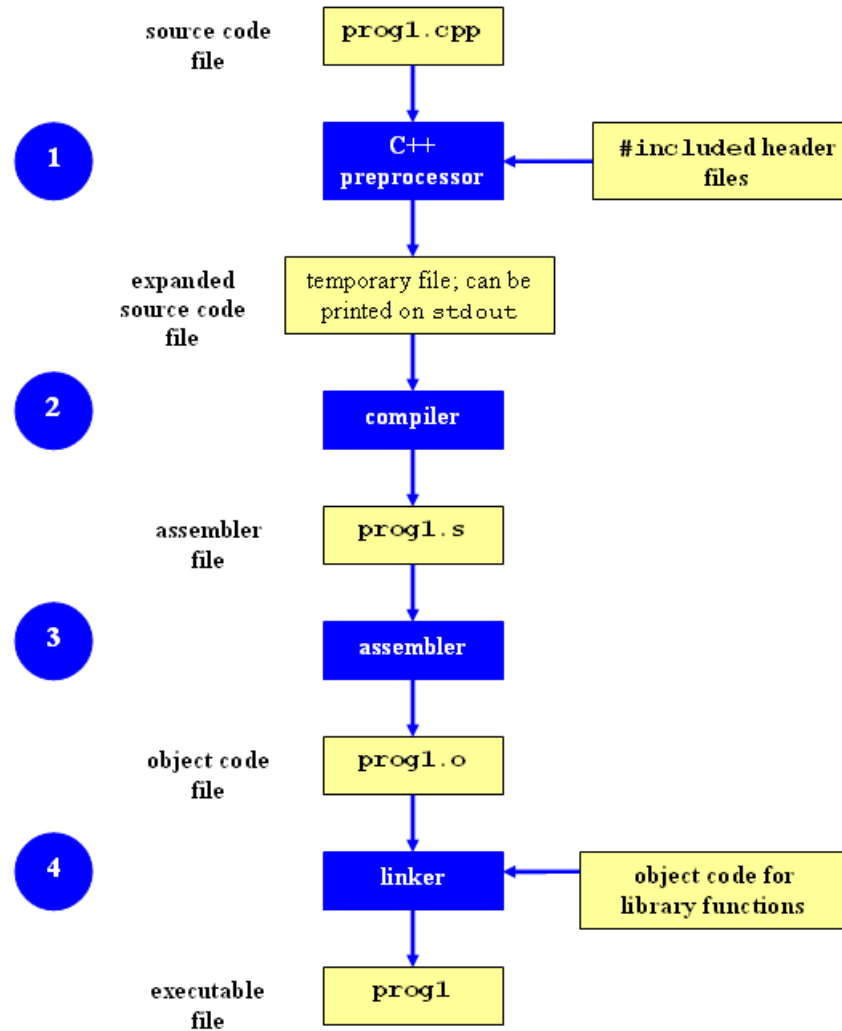 source code
file
prog1.cpp
1
C++
preprocessor
#included header
files
expanded
source code
file
temporary file; can be
printed on stdout
2
compiler
assembler
file
prog1.s
3
assembler
object code
file
prog1.o
4
linker
object code for
library functions
executable
file
prog1